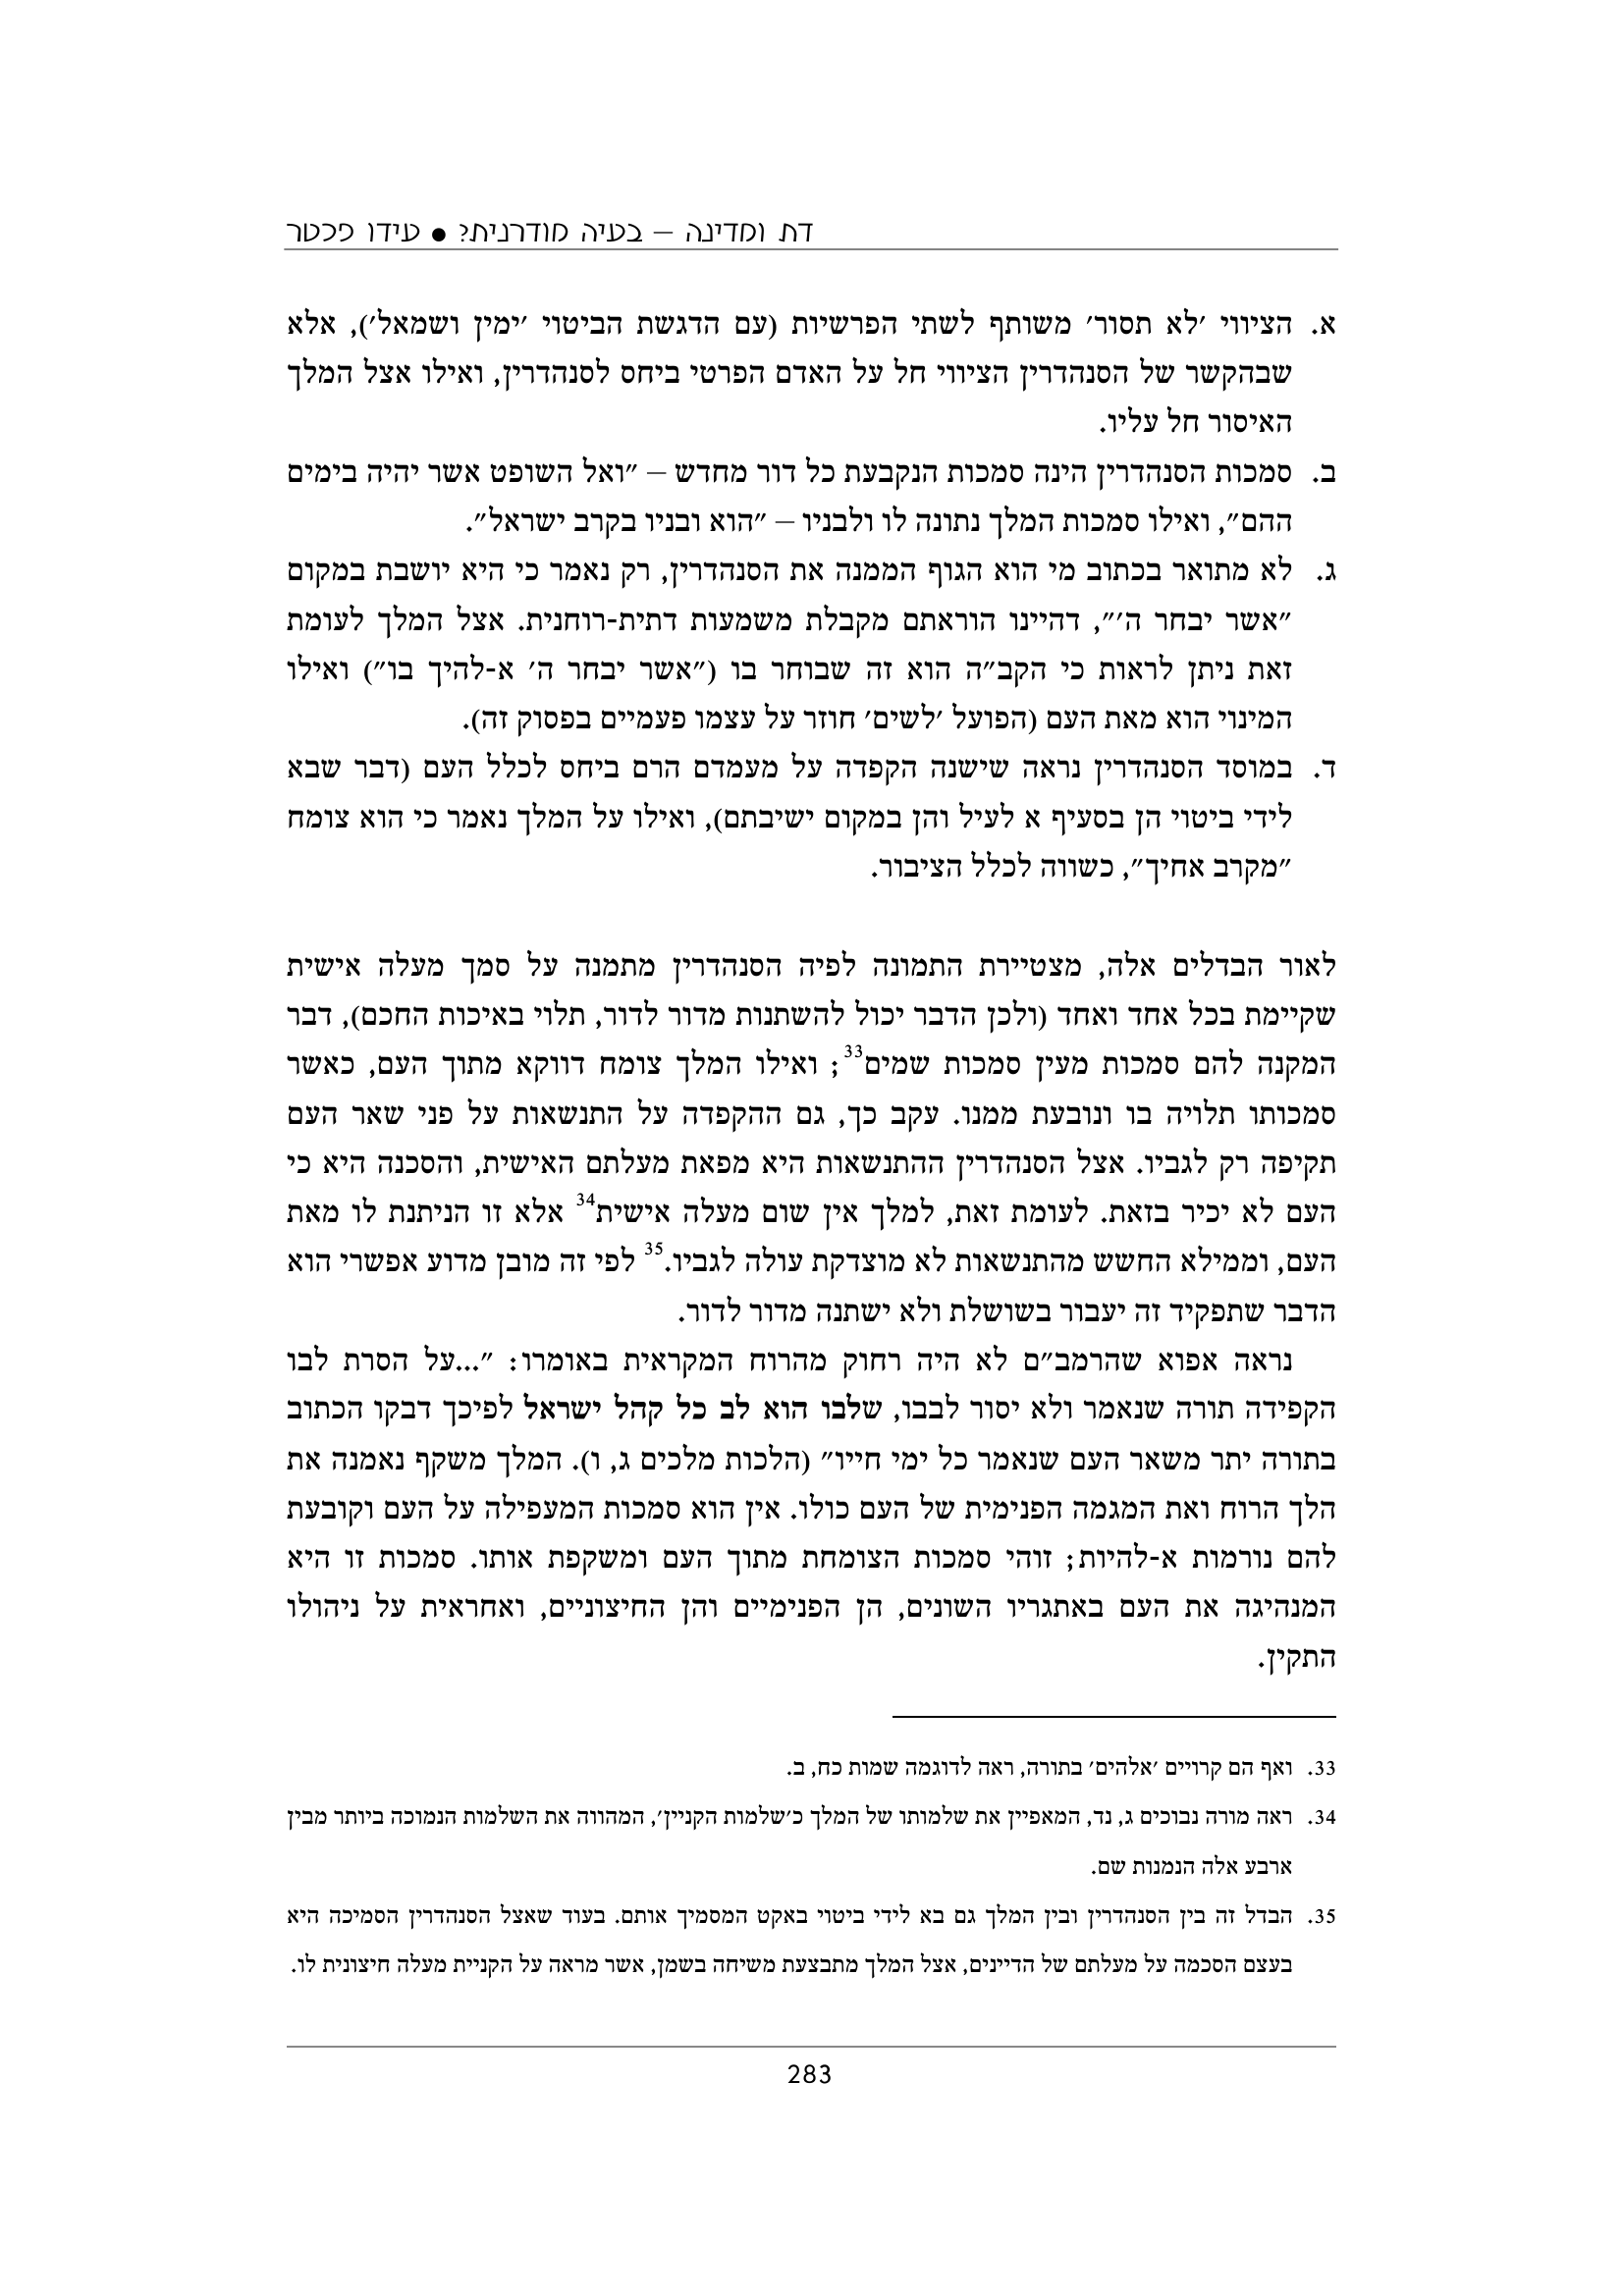 דת ומדינה – בעיה מודרנית? ● עידו פכטר
א. הציווי ׳לא תסור׳ משותף לשתי הפרשיות (עם הדגשת הביטוי ׳ימין ושמאל׳), אלא
שבהקשר של הסנהדרין הציווי חל על האדם הפרטי ביחס לסנהדרין, ואילו אצל המלך
האיסור חל עליו.
ב. סמכות הסנהדרין הינה סמכות הנקבעת כל דור מחדש – ״ואל השופט אשר יהיה בימים
ההם״, ואילו סמכות המלך נתונה לו ולבניו – ״הוא ובניו בקרב ישראל״.
ג. לא מתואר בכתוב מי הוא הגוף הממנה את הסנהדרין, רק נאמר כי היא יושבת במקום
״אשר יבחר ה׳״, דהיינו הוראתם מקבלת משמעות דתית-רוחנית. אצל המלך לעומת
זאת ניתן לראות כי הקב״ה הוא זה שבוחר בו (״אשר יבחר ה׳ א-להיך בו״) ואילו
המינוי הוא מאת העם (הפועל ׳לשים׳ חוזר על עצמו פעמיים בפסוק זה).
ד. במוסד הסנהדרין נראה שישנה הקפדה על מעמדם הרם ביחס לכלל העם (דבר שבא
לידי ביטוי הן בסעיף א לעיל והן במקום ישיבתם), ואילו על המלך נאמר כי הוא צומח
״מקרב אחיך״, כשווה לכלל הציבור.
לאור הבדלים אלה, מצטיירת התמונה לפיה הסנהדרין מתמנה על סמך מעלה אישית
שקיימת בכל אחד ואחד (ולכן הדבר יכול להשתנות מדור לדור, תלוי באיכות החכם), דבר
המקנה להם סמכות מעין סמכות שמים33; ואילו המלך צומח דווקא מתוך העם, כאשר
סמכותו תלויה בו ונובעת ממנו. עקב כך, גם ההקפדה על התנשאות על פני שאר העם
תקיפה רק לגביו. אצל הסנהדרין ההתנשאות היא מפאת מעלתם האישית, והסכנה היא כי
העם לא יכיר בזאת. לעומת זאת, למלך אין שום מעלה אישית34 אלא זו הניתנת לו מאת
העם, וממילא החשש מהתנשאות לא מוצדקת עולה לגביו.35 לפי זה מובן מדוע אפשרי הוא
הדבר שתפקיד זה יעבור בשושלת ולא ישתנה מדור לדור.
נראה אפוא שהרמב״ם לא היה רחוק מהרוח המקראית באומרו: ״...על הסרת לבו
הקפידה תורה שנאמר ולא יסור לבבו, שלבו הוא לב כל קהל ישראל לפיכך דבקו הכתוב
בתורה יתר משאר העם שנאמר כל ימי חייו״ (הלכות מלכים ג, ו). המלך משקף נאמנה את
הלך הרוח ואת המגמה הפנימית של העם כולו. אין הוא סמכות המעפילה על העם וקובעת
להם נורמות א-להיות; זוהי סמכות הצומחת מתוך העם ומשקפת אותו. סמכות זו היא
המנהיגה את העם באתגריו השונים, הן הפנימיים והן החיצוניים, ואחראית על ניהולו
התקין.
33. ואף הם קרויים ׳אלהים׳ בתורה, ראה לדוגמה שמות כח, ב.
34. ראה מורה נבוכים ג, נד, המאפיין את שלמותו של המלך כ׳שלמות הקניין׳, המהווה את השלמות הנמוכה ביותר מבין
ארבע אלה הנמנות שם.
35. הבדל זה בין הסנהדרין ובין המלך גם בא לידי ביטוי באקט המסמיך אותם. בעוד שאצל הסנהדרין הסמיכה היא
בעצם הסכמה על מעלתם של הדיינים, אצל המלך מתבצעת משיחה בשמן, אשר מראה על הקניית מעלה חיצונית לו.
283